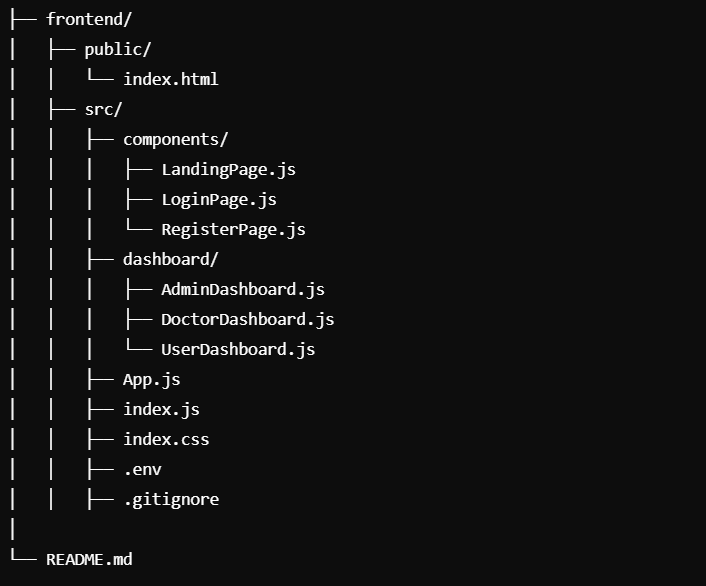 ├── frontend/
│   ├── public/
│   │   └── index.html
│   ├── src/
│   │   ├── components/
│   │   │   ├── LandingPage.js
│   │   │   ├── LoginPage.js
│   │   │   └── RegisterPage.js
│   │   ├── dashboard/
│   │   │   ├── AdminDashboard.js
│   │   │   ├── DoctorDashboard.js
│   │   │   └── UserDashboard.js
│   │   ├── App.js
│   │   ├── index.js
│   │   ├── index.css
│   │   ├── .env
│   │   ├── .gitignore
│
└── README.md